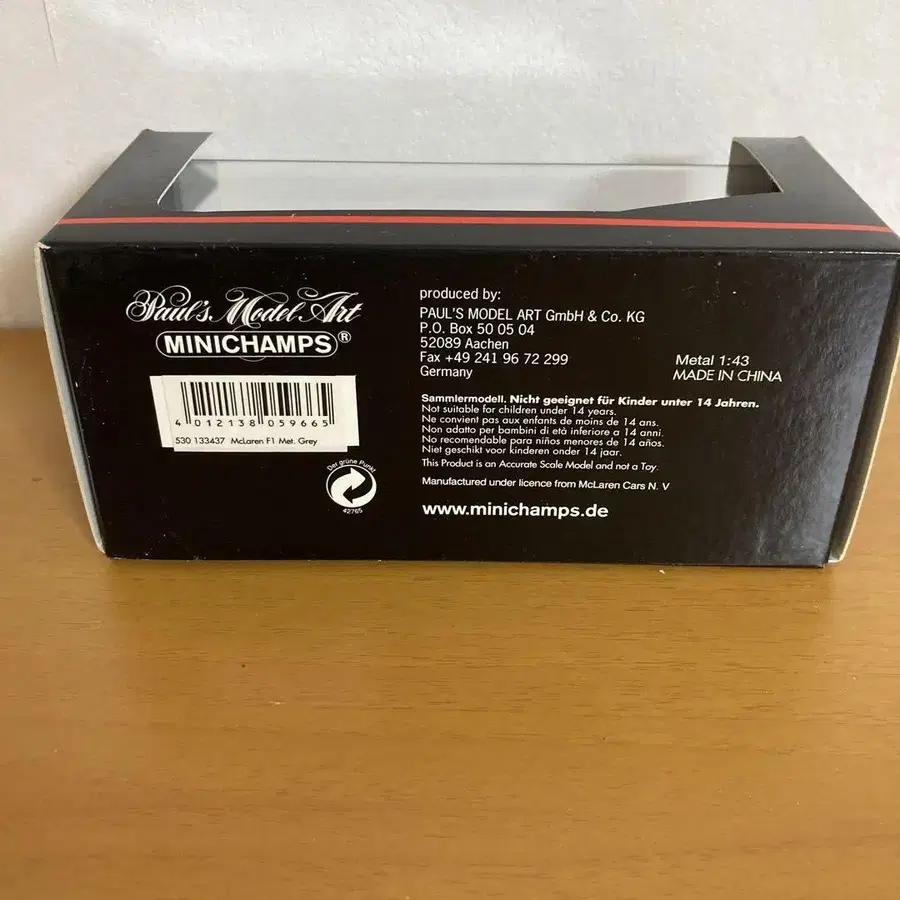 Paul's Model Art
MINICHAMPS®
4 012138 059665
530 133437 McLaren F1 Met. Grey
Der grüne Punkt
42765
produced by:
PAUL'S MODEL ART GmbH & Co. KG
P.O. Box 50 05 04
52089 Aachen
Fax +49 241 96 72 299
Germany
Metal 1:43
MADE IN CHINA
Sammlermodell. Nicht geeignet für Kinder unter 14 Jahren.
Not suitable for children under 14 years.
Ne convient pas aux enfants de moins de 14 ans.
Non adatto per bambini di età inferiore a 14 anni.
No recomendable para niños menores de 14 años.
Niet geschikt voor kinderen onder 14 jaar.
This Product is an Accurate Scale Model and not a Toy.
Manufactured under licence from McLaren Cars N. V
www.minichamps.de